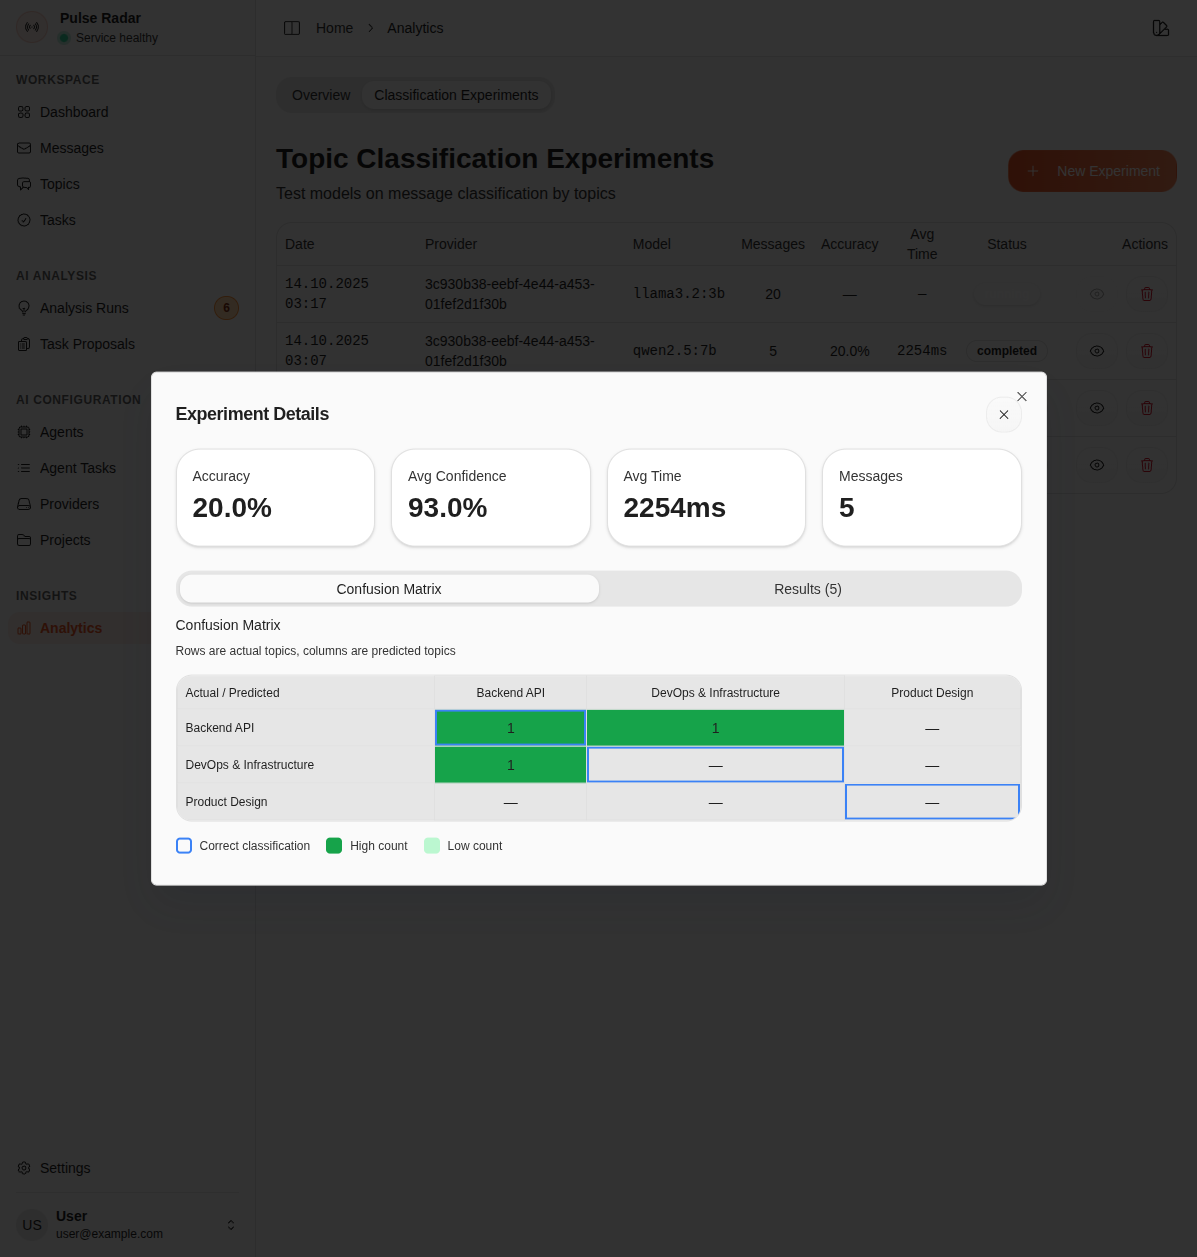 Pulse Radar
Service healthy
WORKSPACE
Dashboard
Messages
Topics
Tasks
AI ANALYSIS
Analysis Runs 6
Task Proposals
AI CONFIGURATION
Agents
Agent Tasks
Providers
Projects
INSIGHTS
Analytics
Settings
US
User
user@example.com
Home > Analytics
Overview Classification Experiments
Topic Classification Experiments
Test models on message classification by topics
+ New Experiment
Date Provider Model Messages Accuracy Avg Time Status Actions
14.10.2025 03:17 3c930b38-eebf-4e44-a453-01fef2d1f30b llama3.2:3b 20 — –
14.10.2025 03:07 3c930b38-eebf-4e44-a453-01fef2d1f30b qwen2.5:7b 5 20.0% 2254ms completed
Experiment Details
Accuracy Avg Confidence Avg Time Messages
20.0% 93.0% 2254ms 5
Confusion Matrix Results (5)
Confusion Matrix
Rows are actual topics, columns are predicted topics
Actual / Predicted Backend API DevOps & Infrastructure Product Design
Backend API 1 1 —
DevOps & Infrastructure 1 — —
Product Design — — —
Correct classification High count Low count